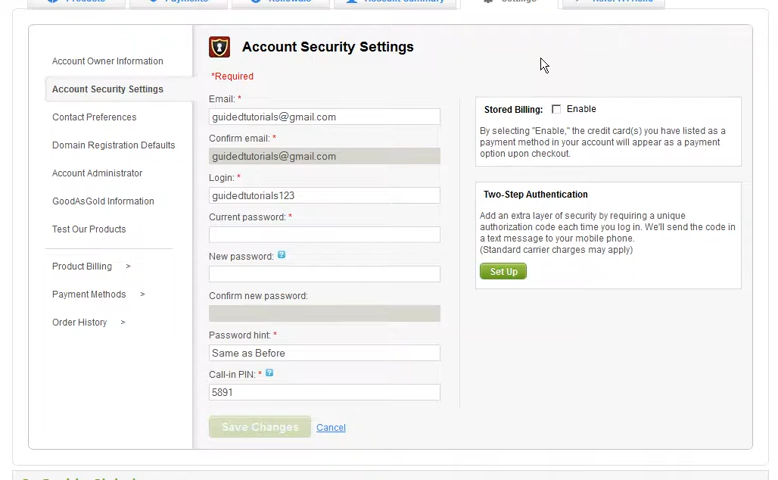 Products Payments Renewals Account Summary Settings Refer A Friend
Account Security Settings
*Required
Account Owner Information
Account Security Settings
Contact Preferences
Domain Registration Defaults
Account Administrator
GoodAsGold Information
Test Our Products
Product Billing >
Payment Methods >
Order History >
Email: *
guidedtutorials@gmail.com
Confirm email: *
guidedtutorials@gmail.com
Login: *
guidedtutorials123
Current password: *
New password: ?
Confirm new password:
Password hint: *
Same as Before
Call-in PIN: * ?
5891
Save Changes Cancel
Stored Billing: Enable
By selecting "Enable," the credit card(s) you have listed as a
payment method in your account will appear as a payment
option upon checkout.
Two-Step Authentication
Add an extra layer of security by requiring a unique
authorization code each time you log in. We'll send the code in
a text message to your mobile phone.
(Standard carrier charges may apply)
Set Up